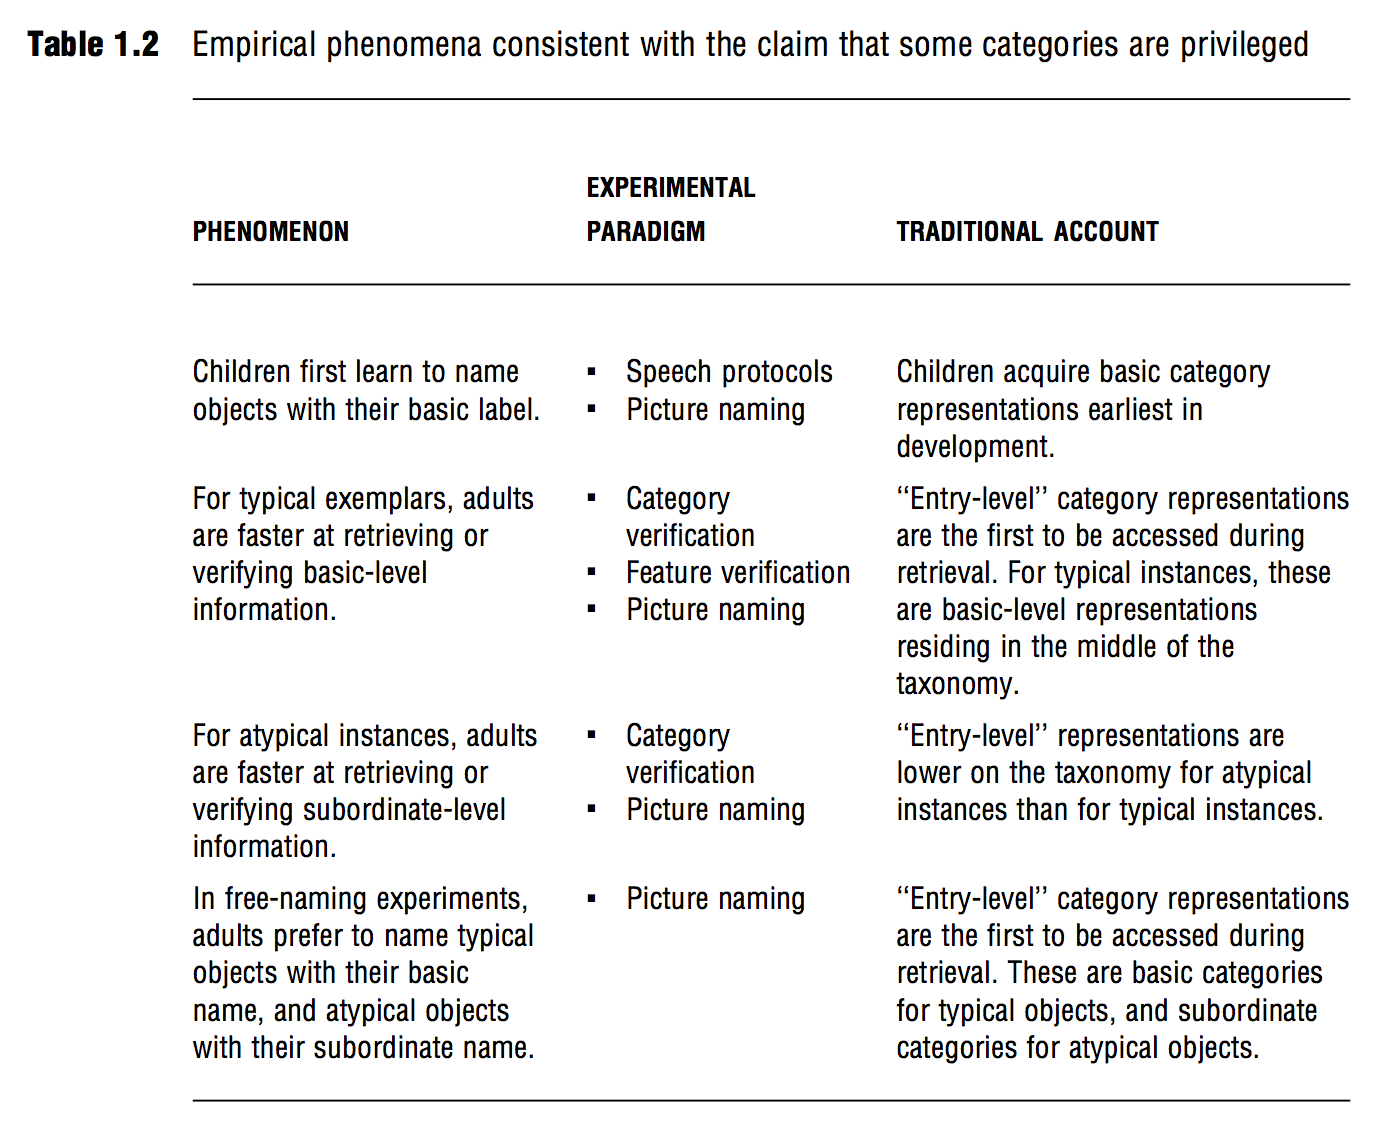 Table 1.2 Empirical phenomena consistent with the claim that some categories are privileged
PHENOMENON
EXPERIMENTAL
PARADIGM
TRADITIONAL ACCOUNT
Children first learn to name
objects with their basic label.
▪ Speech protocols
▪ Picture naming
Children acquire basic category
representations earliest in
development.
For typical exemplars, adults
are faster at retrieving or
verifying basic-level
information.
▪ Category
verification
▪ Feature verification
▪ Picture naming
‘‘Entry-level’’ category representations
are the first to be accessed during
retrieval. For typical instances, these
are basic-level representations
residing in the middle of the
taxonomy.
For atypical instances, adults
are faster at retrieving or
verifying subordinate-level
information.
▪ Category
verification
▪ Picture naming
‘‘Entry-level’’ representations are
lower on the taxonomy for atypical
instances than for typical instances.
In free-naming experiments,
adults prefer to name typical
objects with their basic
name, and atypical objects
with their subordinate name.
▪ Picture naming
‘‘Entry-level’’ category representations
are the first to be accessed during
retrieval. These are basic categories
for typical objects, and subordinate
categories for atypical objects.